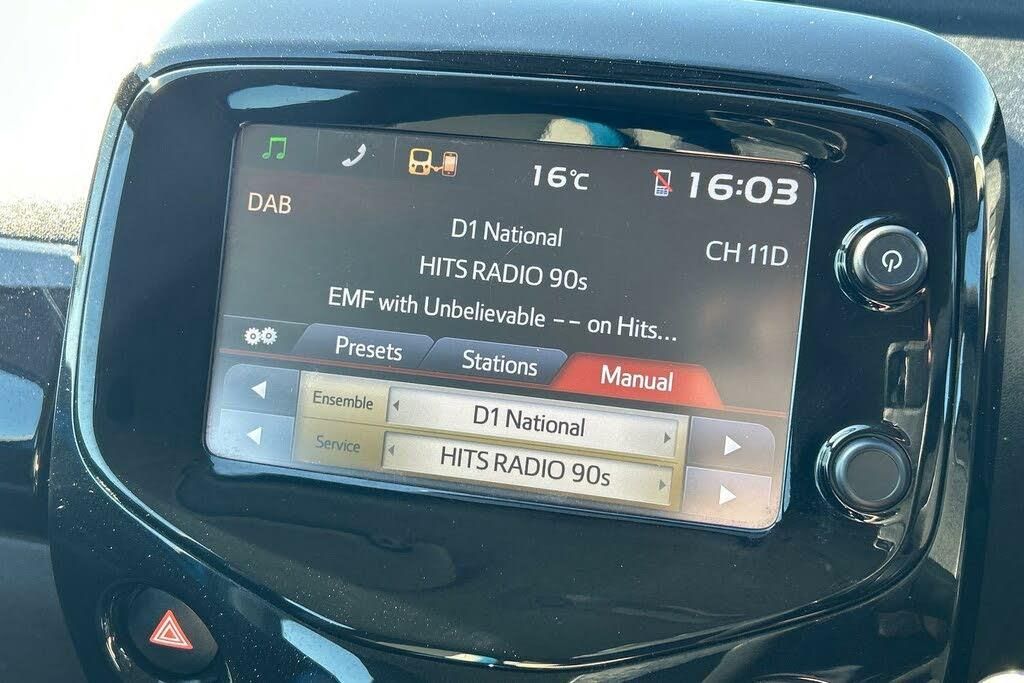 16°C
16:03
DAB
D1 National
CH 11D
HITS RADIO 90s
EMF with Unbelievable -- on Hits...
Presets
Stations
Manual
Ensemble
D1 National
Service
HITS RADIO 90s